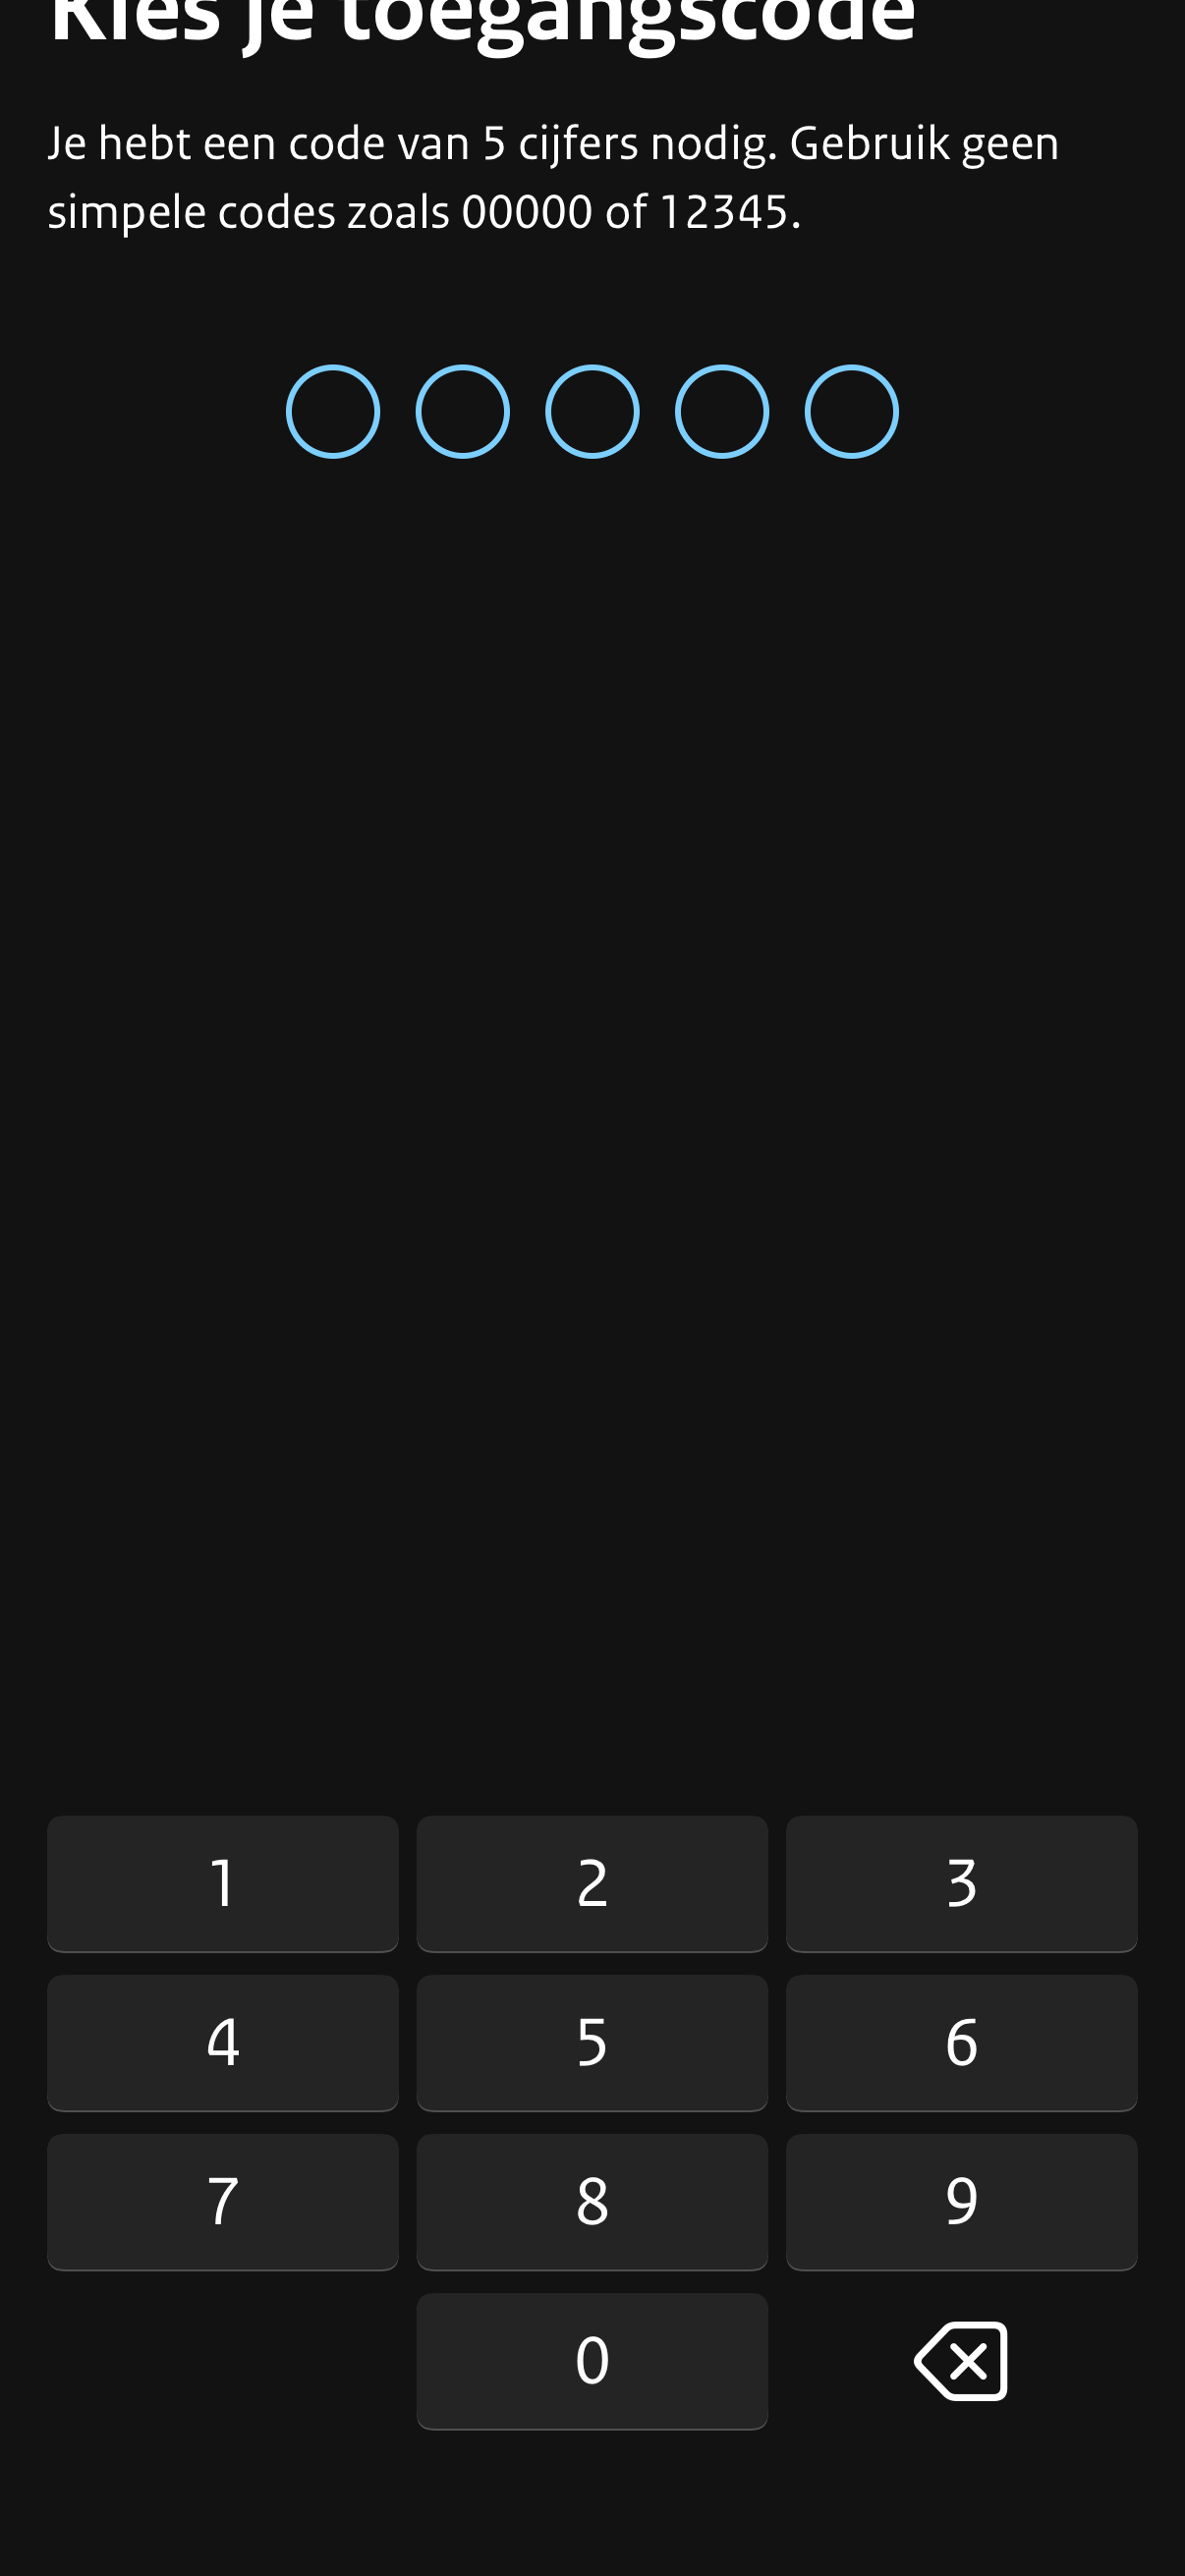 Kies je toegangscode
Je hebt een code van 5 cijfers nodig. Gebruik geen
simpele codes zoals 00000 of 12345.
1 2 3
4 5 6
7 8 9
0